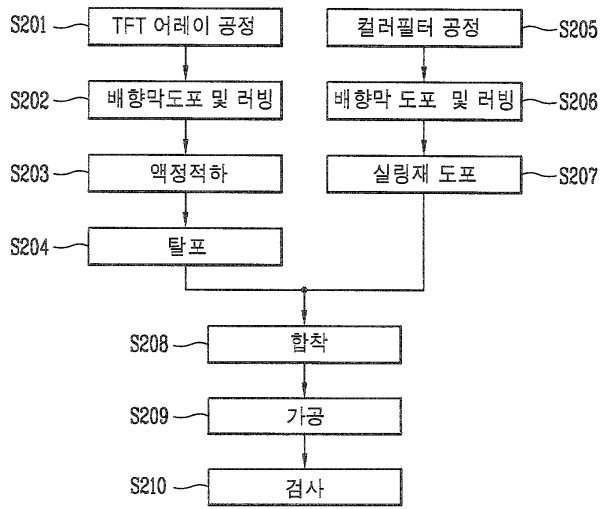 S201 TFT 어레이 공정
S202 배향막도포 및 러빙
S203 액정적하
S204 탈포
컬러필터 공정 S205
배향막 도포 및 러빙 S206
실링재 도포 S207
S208 합착
S209 가공
S210 검사